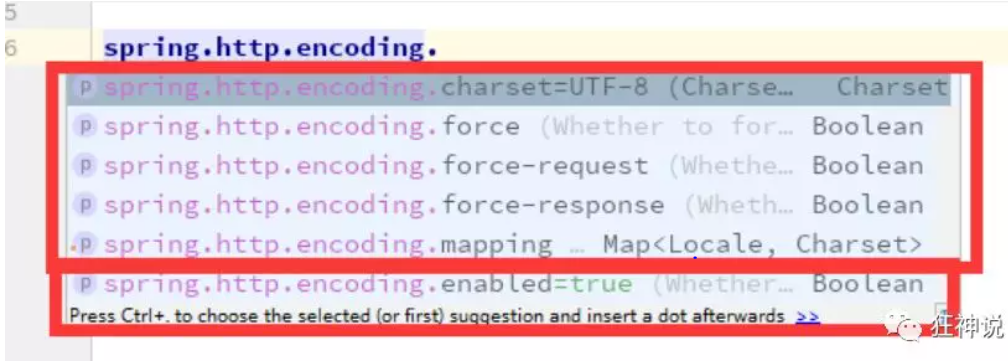 5
6 spring.http.encoding.
p spring.http.encoding.charset=UTF-8 (Charse… Charset
p spring.http.encoding.force (Whether to for… Boolean
p spring.http.encoding.force-request (Whethe… Boolean
p spring.http.encoding.force-response (Wheth… Boolean
p spring.http.encoding.mapping … Map<Locale, Charset>
p spring.http.encoding.enabled=true (Whether… Boolean
Press Ctrl+. to choose the selected (or first) suggestion and insert a dot afterwards >>
狂神说